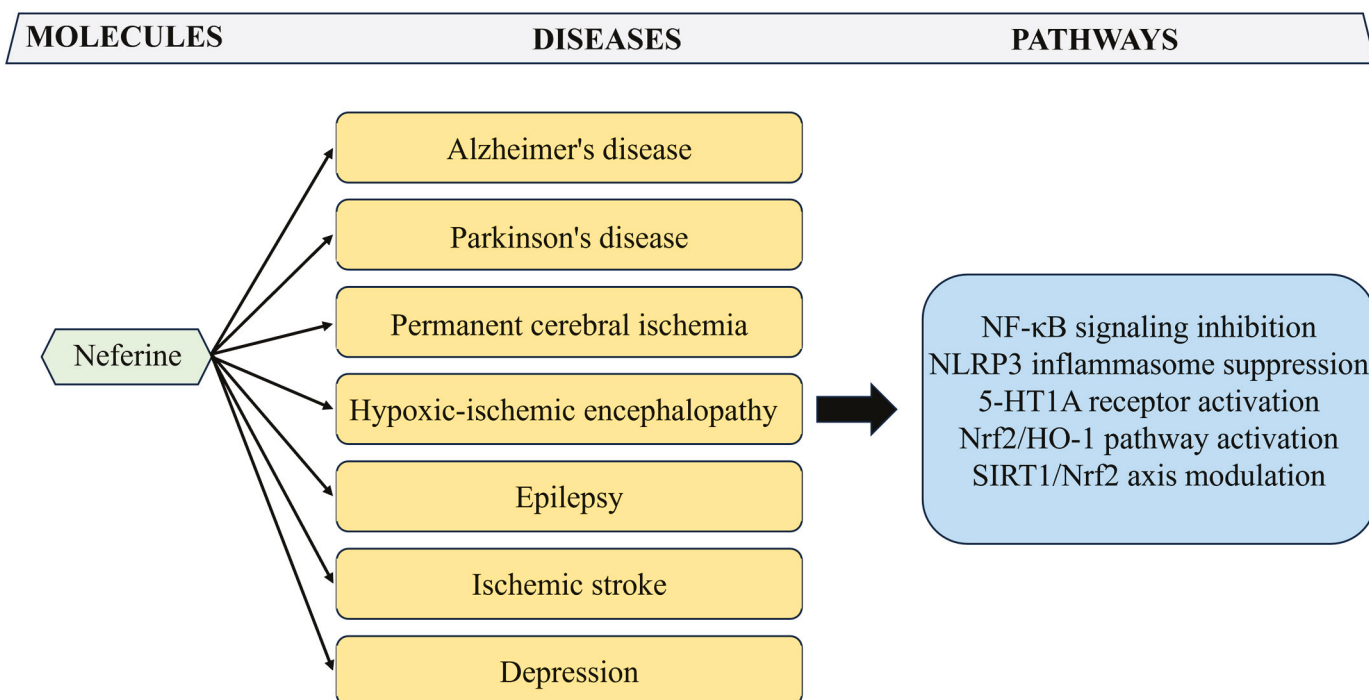 MOLECULES DISEASES PATHWAYS
Alzheimer's disease
Parkinson's disease
Permanent cerebral ischemia
Neferine
Hypoxic-ischemic encephalopathy
Epilepsy
Ischemic stroke
Depression
NF-κB signaling inhibition
NLRP3 inflammasome suppression
5-HT1A receptor activation
Nrf2/HO-1 pathway activation
SIRT1/Nrf2 axis modulation